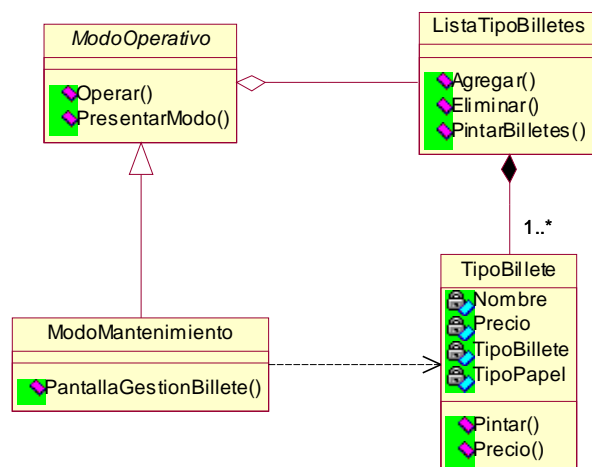 ModoOperativo
Operar()
PresentarModo()
ListaTipoBilletes
Agregar()
Eliminar()
PintarBilletes()
1..*
TipoBillete
Nombre
Precio
TipoBillete
TipoPapel
Pintar()
Precio()
ModoMantenimiento
PantallaGestionBillete()